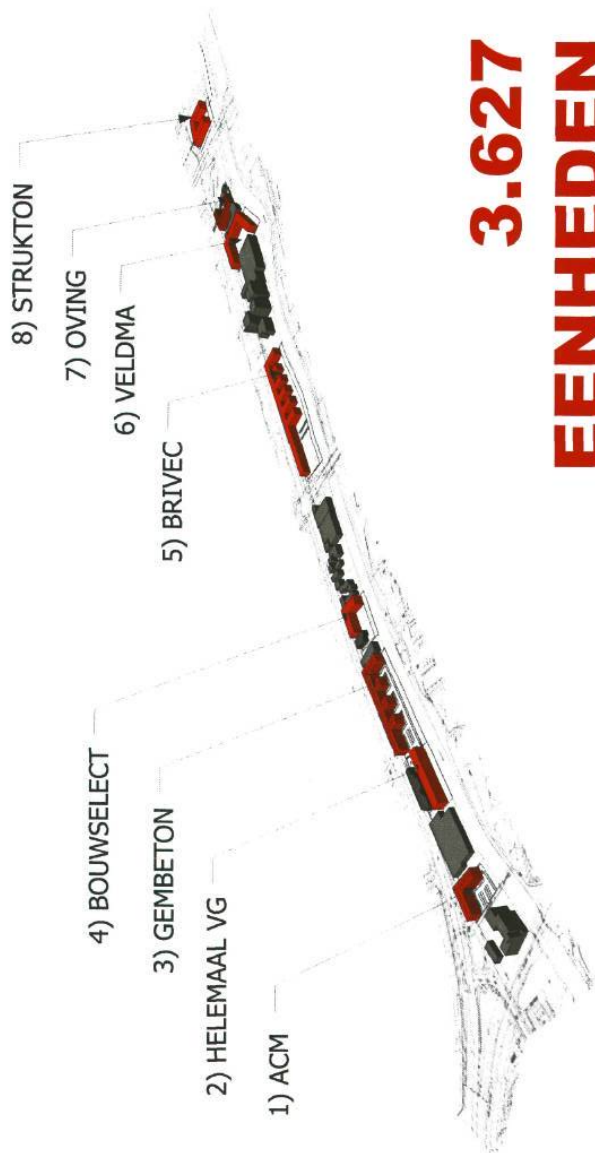 1) ACM
2) HELEMAAL VG
3) GEMBETON
4) BOUWSELECT
5) BRIVEC
6) VELDMA
7) OVING
8) STRUKTON
3.627
EENHEDEN